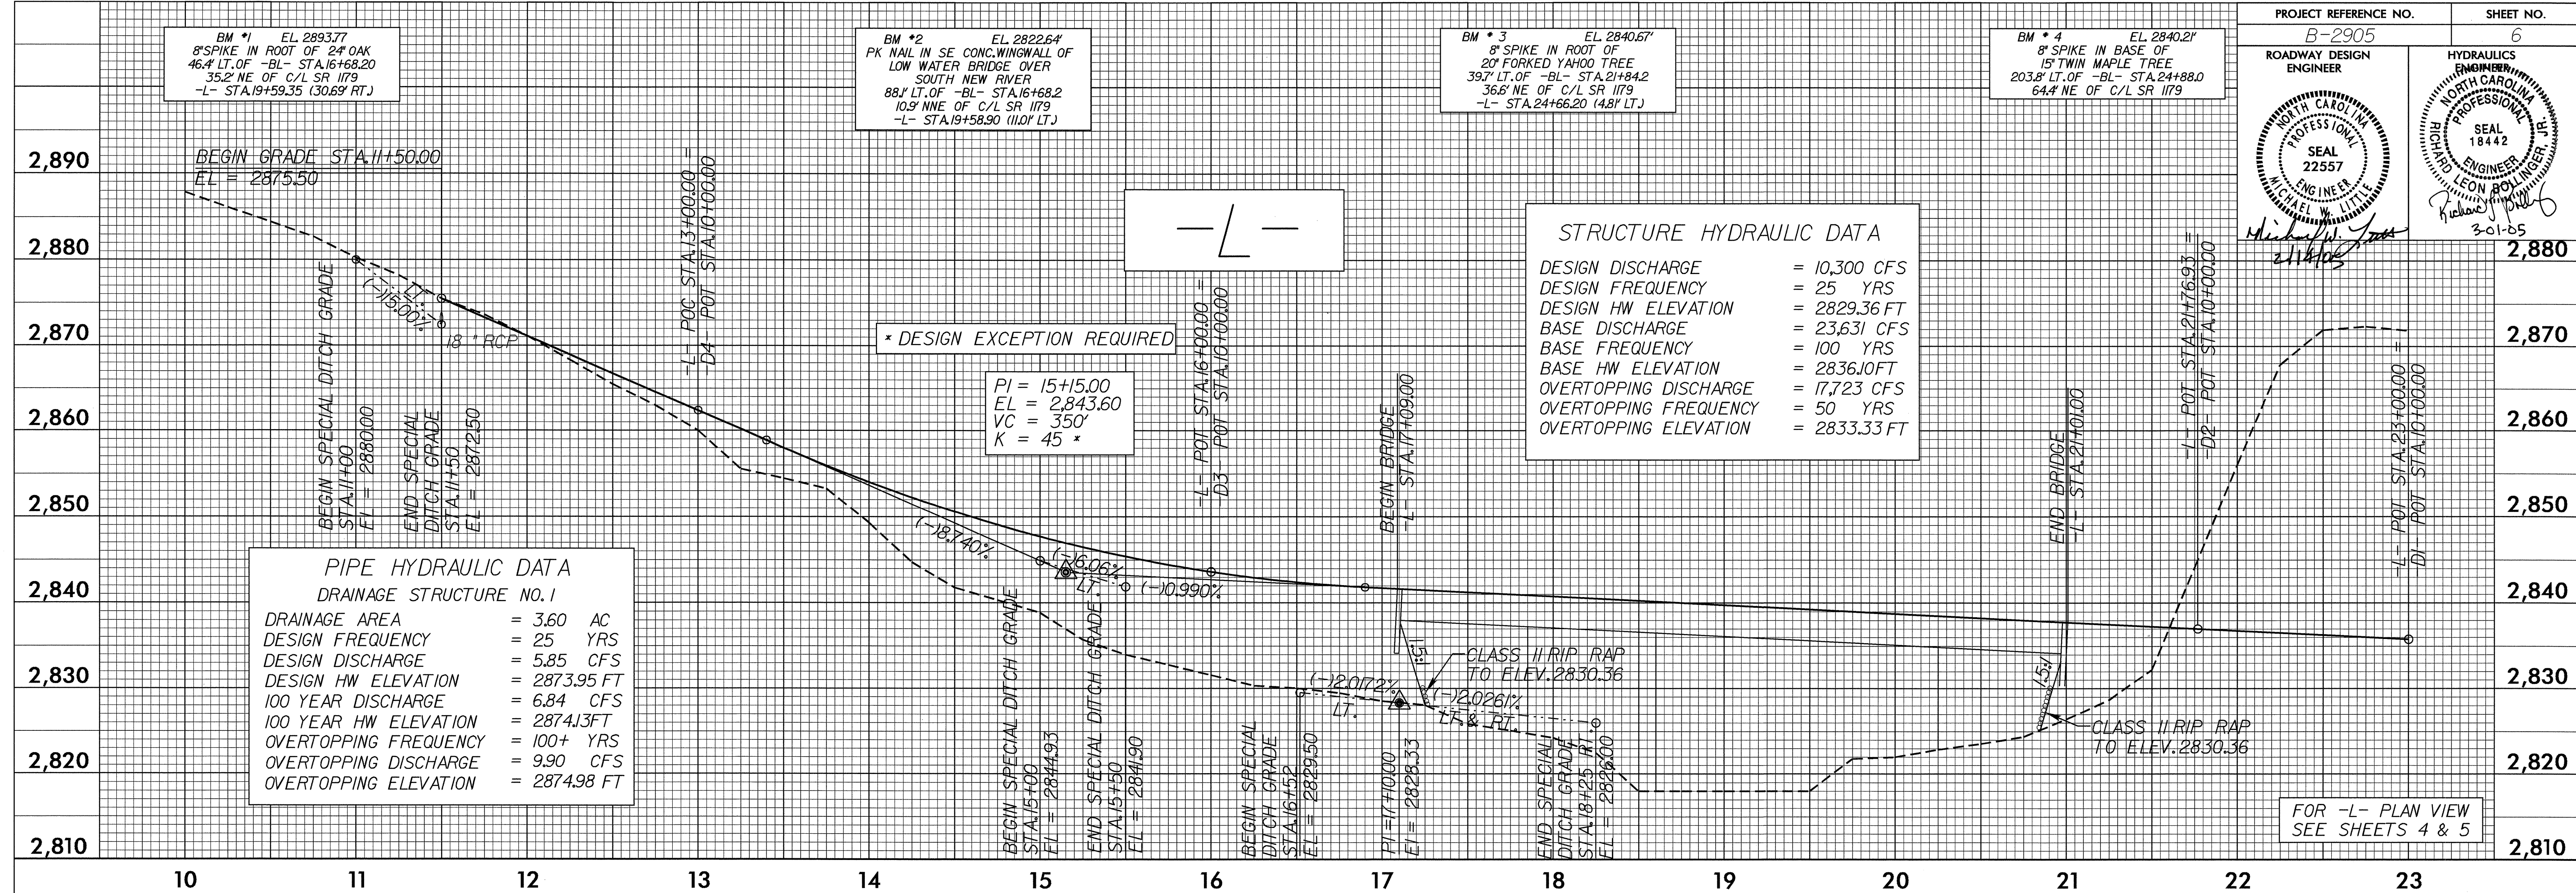 PROJECT REFERENCE NO.
SHEET NO.
B-2905
6
ROADWAY DESIGN
ENGINEER
HYDRAULICS
ENGINEER
NORTH CAROLINA
PROFESSIONAL
SEAL
22557
ENGINEER
MICHAEL W. LITTLE
NORTH CAROLINA
PROFESSIONAL
SEAL
18442
ENGINEER
RICHARD LEON BOLLINGER, JR.
3-01-05
BM #1 EL. 2893.77
8" SPIKE IN ROOT OF 24" OAK
46.4' LT. OF -BL- STA. 16+68.20
35.2' NE OF C/L SR 1179
-L- STA. 19+59.35 (30.69' RT.)
BM #2 EL. 2822.64'
PK NAIL IN SE CONC. WINGWALL OF
LOW WATER BRIDGE OVER
SOUTH NEW RIVER
88.1' LT. OF -BL- STA. 16+68.2
10.9' NNE OF C/L SR 1179
-L- STA. 19+58.90 (11.01' LT.)
BM # 3 EL. 2840.67'
8" SPIKE IN ROOT OF
20" FORKED YAHOO TREE
39.7' LT. OF -BL- STA. 21+84.2
36.6' NE OF C/L SR 1179
-L- STA. 24+66.20 (4.81' LT.)
BM # 4 EL. 2840.21'
8" SPIKE IN BASE OF
15" TWIN MAPLE TREE
203.8' LT. OF -BL- STA. 24+88.0
64.4' NE OF C/L SR 1179
2,890
2,880
2,870
2,860
2,850
2,840
2,830
2,820
2,810
BEGIN GRADE STA. 11+50.00
EL = 2875.50
LT.
(-)15.00%
18 " RCP
BEGIN SPECIAL DITCH GRADE
STA. 11+00
EL = 2880.00
END SPECIAL
DITCH GRADE
STA. 11+50
EL = 2872.50
-L- POC STA. 13+00.00 =
D4 POT STA. 10+00.00
-L-
* DESIGN EXCEPTION REQUIRED
PI = 15+15.00
EL = 2,843.60
VC = 350'
K = 45 *
-L- POT STA. 16+00.00 =
D3 POT STA. 10+00.00
BEGIN BRIDGE
-L- STA. 17+09.00
STRUCTURE HYDRAULIC DATA
DESIGN DISCHARGE = 10,300 CFS
DESIGN FREQUENCY = 25 YRS
DESIGN HW ELEVATION = 2829.36 FT
BASE DISCHARGE = 23,631 CFS
BASE FREQUENCY = 100 YRS
BASE HW ELEVATION = 2836.10 FT
OVERTOPPING DISCHARGE = 17,723 CFS
OVERTOPPING FREQUENCY = 50 YRS
OVERTOPPING ELEVATION = 2833.33 FT
END BRIDGE
-L- STA. 21+01.00
-L- POT STA. 21+76.93 =
-D2- POT STA. 10+00.00
-L- POT STA. 23+00.00 =
-D1- POT STA. 10+00.00
2,880
2,870
2,860
2,850
2,840
2,830
2,820
2,810
PIPE HYDRAULIC DATA
DRAINAGE STRUCTURE NO. 1
DRAINAGE AREA = 3.60 AC
DESIGN FREQUENCY = 25 YRS
DESIGN DISCHARGE = 5.85 CFS
DESIGN HW ELEVATION = 2873.95 FT
100 YEAR DISCHARGE = 6.84 CFS
100 YEAR HW ELEVATION = 2874.13FT
OVERTOPPING FREQUENCY = 100+ YRS
OVERTOPPING DISCHARGE = 9.90 CFS
OVERTOPPING ELEVATION = 2874.98 FT
(-)8.740%
(-)6.06%
LT.
(-)0.990%
BEGIN SPECIAL DITCH GRADE
STA. 15+00
EL = 2844.93
END SPECIAL DITCH GRADE
STA. 15+50
EL = 2841.90
1.5:1
CLASS II RIP RAP
TO ELEV. 2830.36
(-)2.0172%
LT.
(-)2.0261%
LT. & RT.
BEGIN SPECIAL
DITCH GRADE
STA. 16+52
EL = 2829.50
PI = 17+10.00
EL = 2828.33
END SPECIAL
DITCH GRADE
STA. 18+25 RT.
EL = 2826.00
1.5:1
CLASS II RIP RAP
TO ELEV. 2830.36
FOR -L- PLAN VIEW
SEE SHEETS 4 & 5
10 11 12 13 14 15 16 17 18 19 20 21 22 23